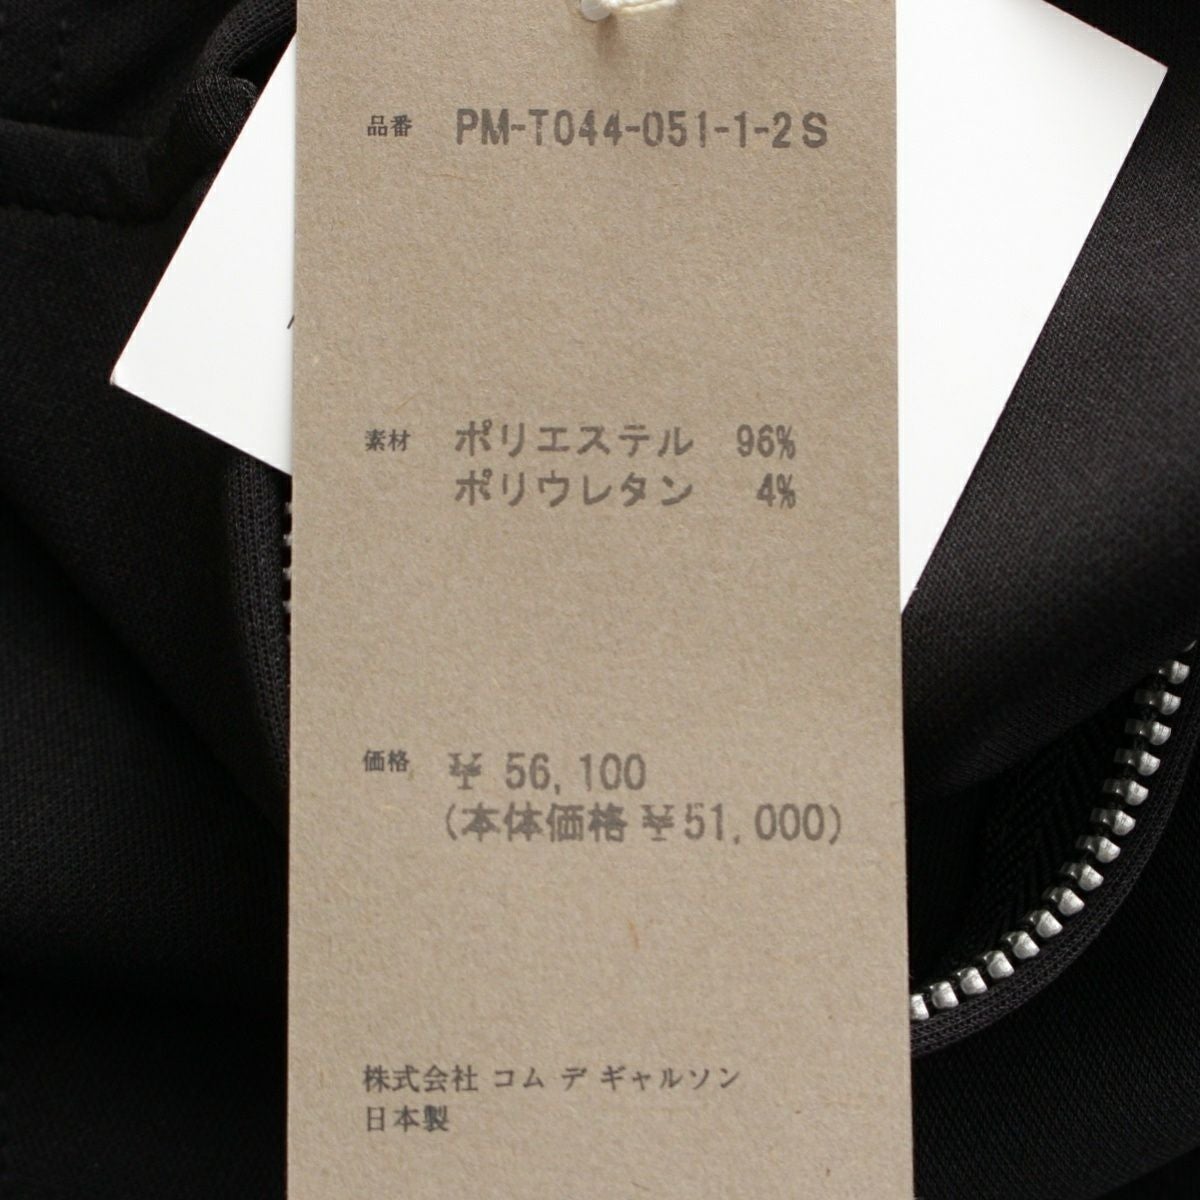 品番 PM-T044-051-1-2S
素材 ポリエステル 96%
ポリウレタン 4%
価格 ¥ 56,100
(本体価格 ¥51,000)
株式会社 コム デ ギャルソン
日本製